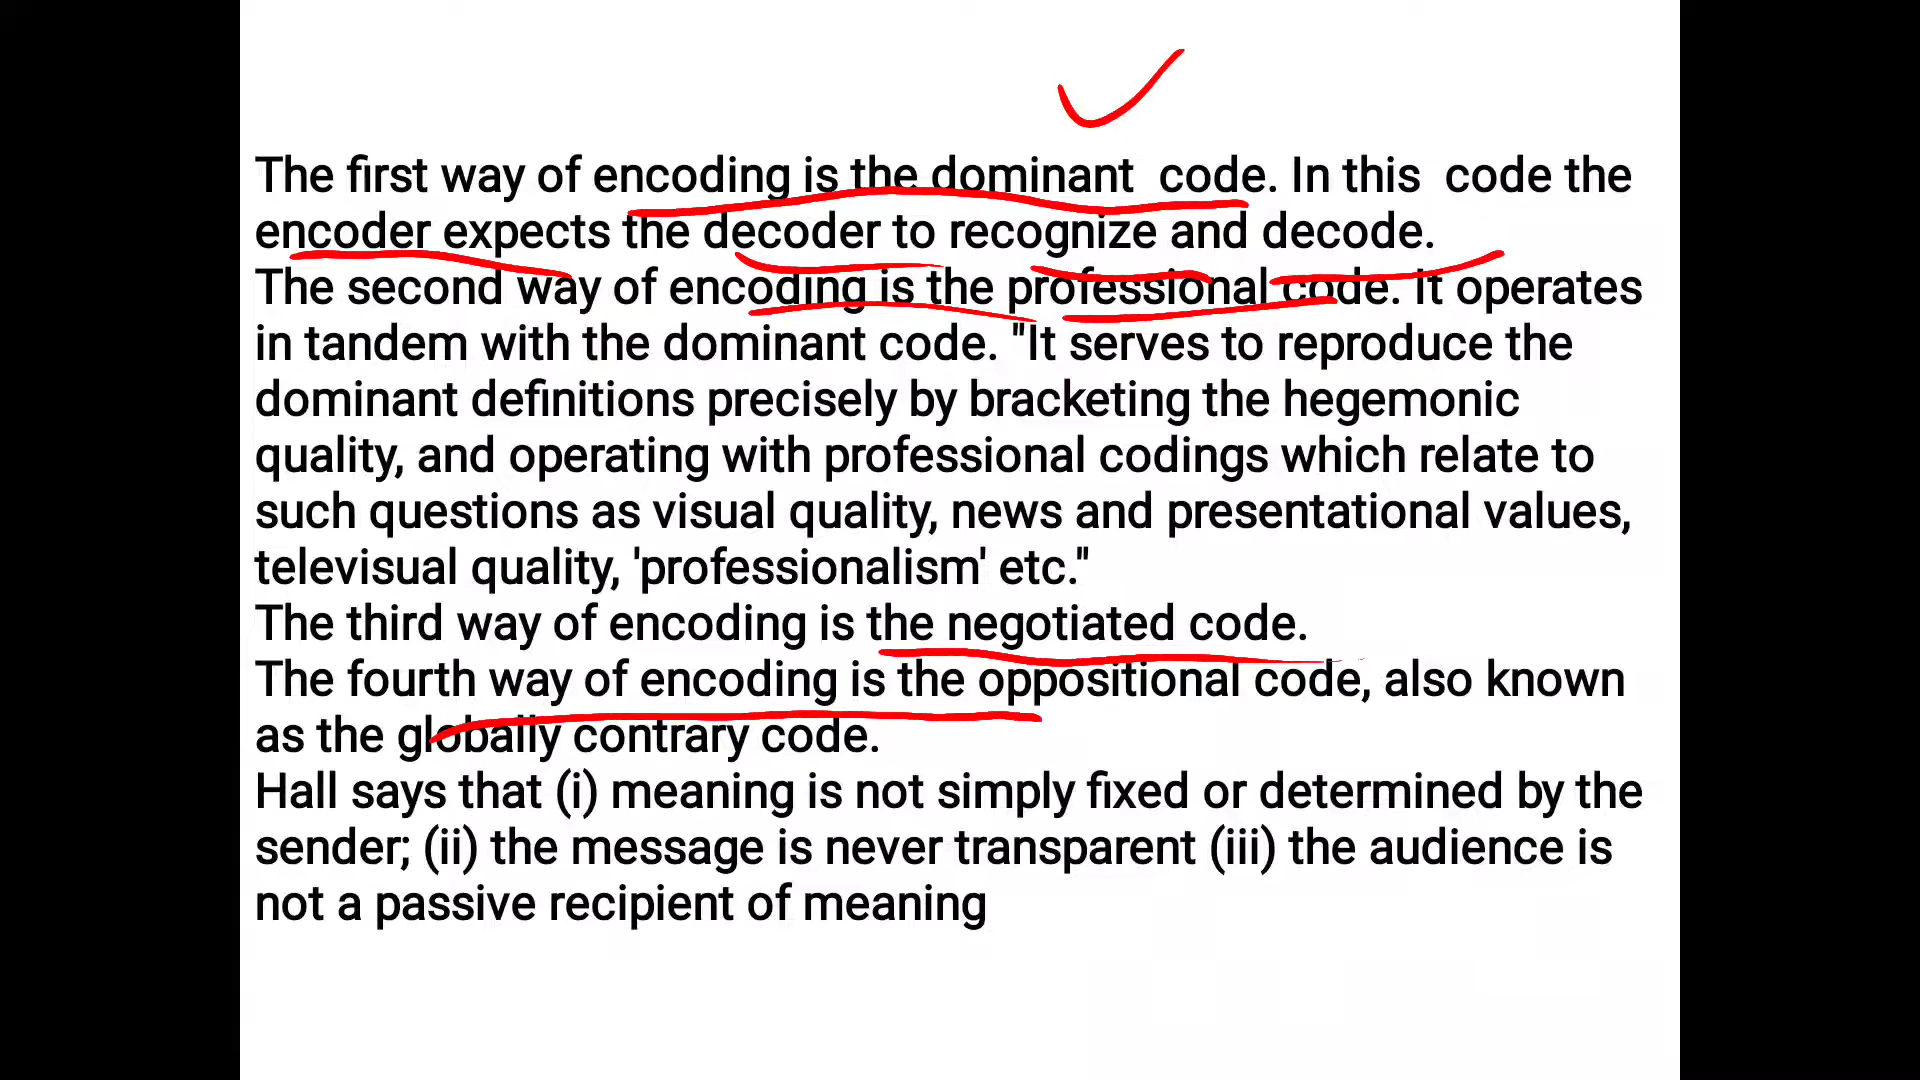 The first way of encoding is the dominant code. In this code the
encoder expects the decoder to recognize and decode.
The second way of encoding is the professional code. It operates
in tandem with the dominant code. "It serves to reproduce the
dominant definitions precisely by bracketing the hegemonic
quality, and operating with professional codings which relate to
such questions as visual quality, news and presentational values,
televisual quality, 'professionalism' etc."
The third way of encoding is the negotiated code.
The fourth way of encoding is the oppositional code, also known
as the globally contrary code.
Hall says that (i) meaning is not simply fixed or determined by the
sender; (ii) the message is never transparent (iii) the audience is
not a passive recipient of meaning